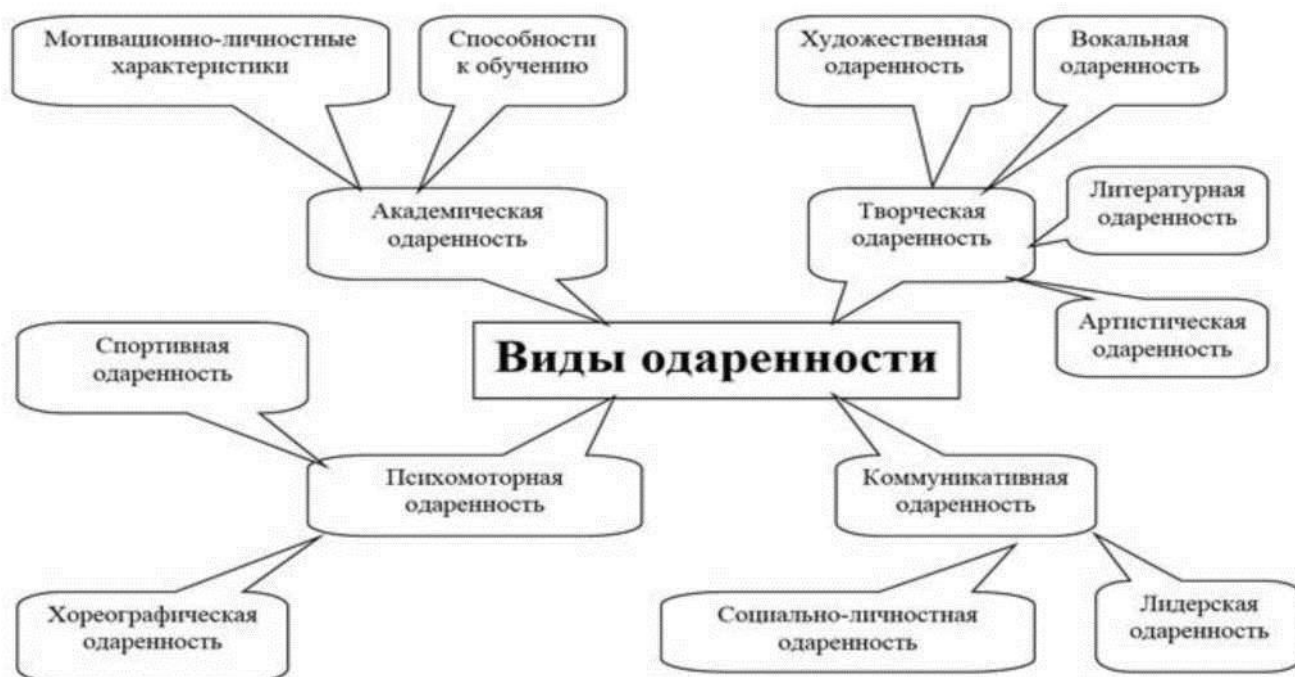 Мотивационно-личностные
характеристики
Способности
к обучению
Художественная
одаренность
Вокальная
одаренность
Академическая
одаренность
Творческая
одаренность
Литературная
одаренность
Артистическая
одаренность
Спортивная
одаренность
Виды одаренности
Психомоторная
одаренность
Коммуникативная
одаренность
Хореографическая
одаренность
Социально-личностная
одаренность
Лидерская
одаренность